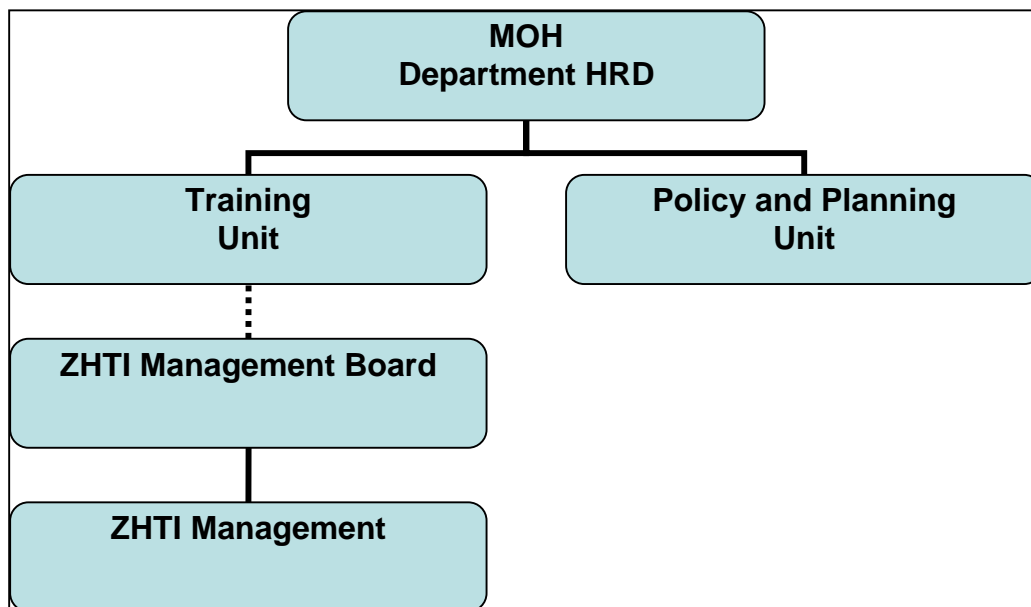 MOH
Department HRD
Training
Unit
Policy and Planning
Unit
ZHTI Management Board
ZHTI Management